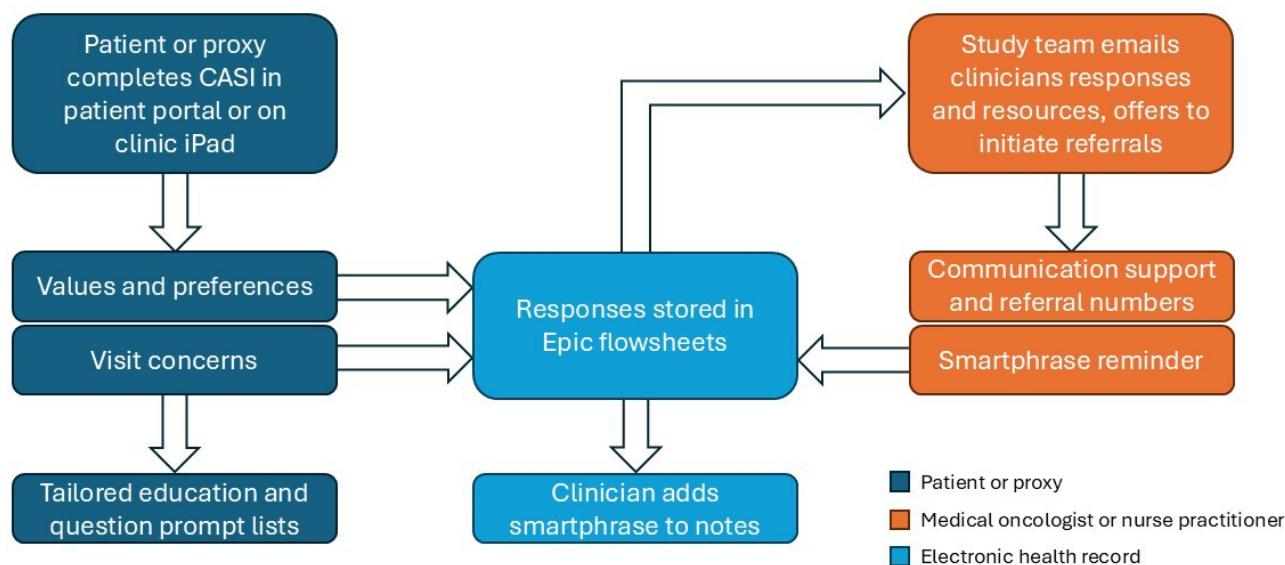 Patient or proxy
completes CASI in
patient portal or on
clinic iPad
Study team emails
clinicians responses
and resources, offers to
initiate referrals
Values and preferences
Visit concerns
Responses stored in
Epic flowsheets
Communication support
and referral numbers
Smartphrase reminder
Tailored education and
question prompt lists
Clinician adds
smartphrase to notes
Patient or proxy
Medical oncologist or nurse practitioner
Electronic health record